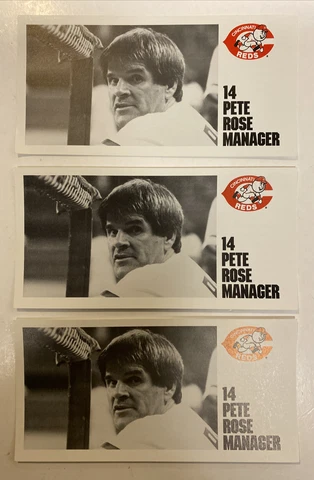 CINCINNATI
REDS
14
PETE
ROSE
MANAGER
CINCINNATI
REDS
14
PETE
ROSE
MANAGER
CINCINNATI
REDS
14
PETE
ROSE
MANAGER